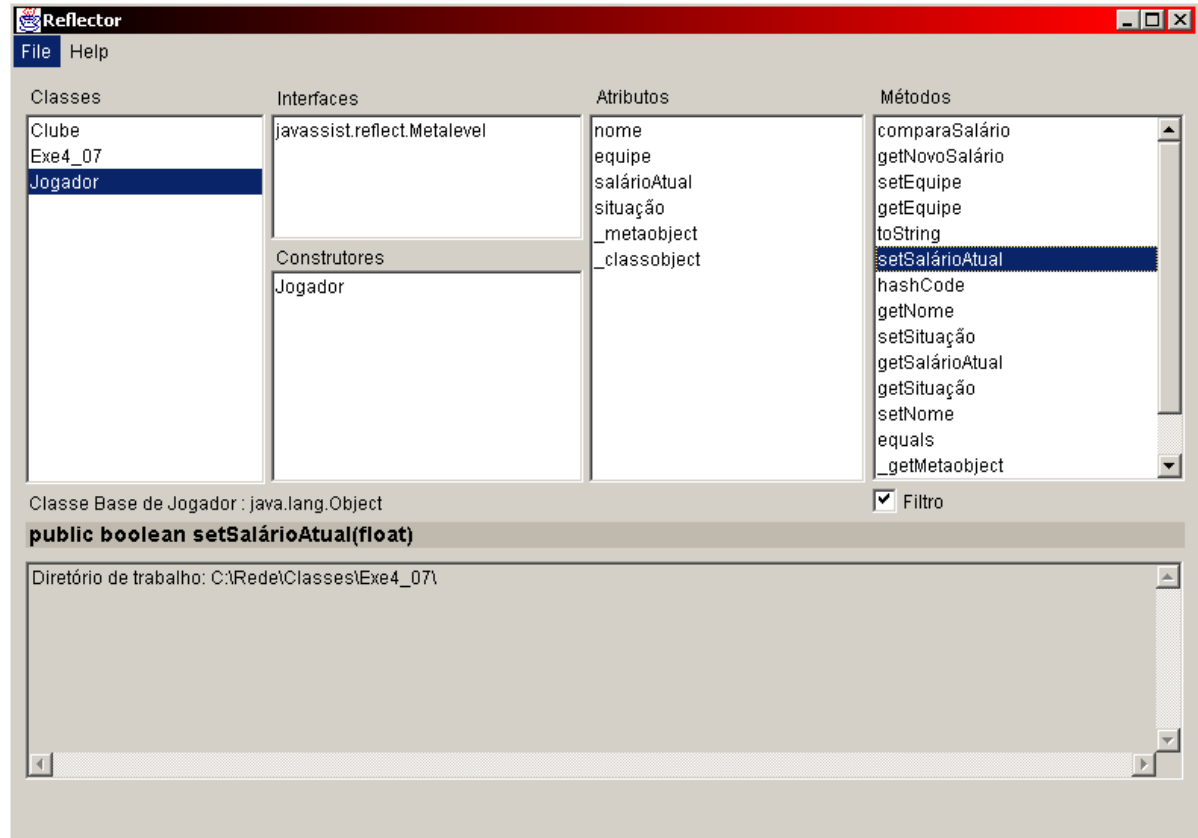 Reflector
File Help
Classes
Clube
Exe4_07
Jogador
Interfaces
javassist.reflect.Metalevel
Construtores
Jogador
Atributos
nome
equipe
salárioAtual
situação
_metaobject
_classobject
Métodos
comparaSalário
getNovoSalário
setEquipe
getEquipe
toString
setSalárioAtual
hashCode
getNome
setSituação
getSalárioAtual
getSituação
setNome
equals
_getMetaobject
Classe Base de Jogador : java.lang.Object
Filtro
public boolean setSalárioAtual(float)
Diretório de trabalho: C:\Rede\Classes\Exe4_07\